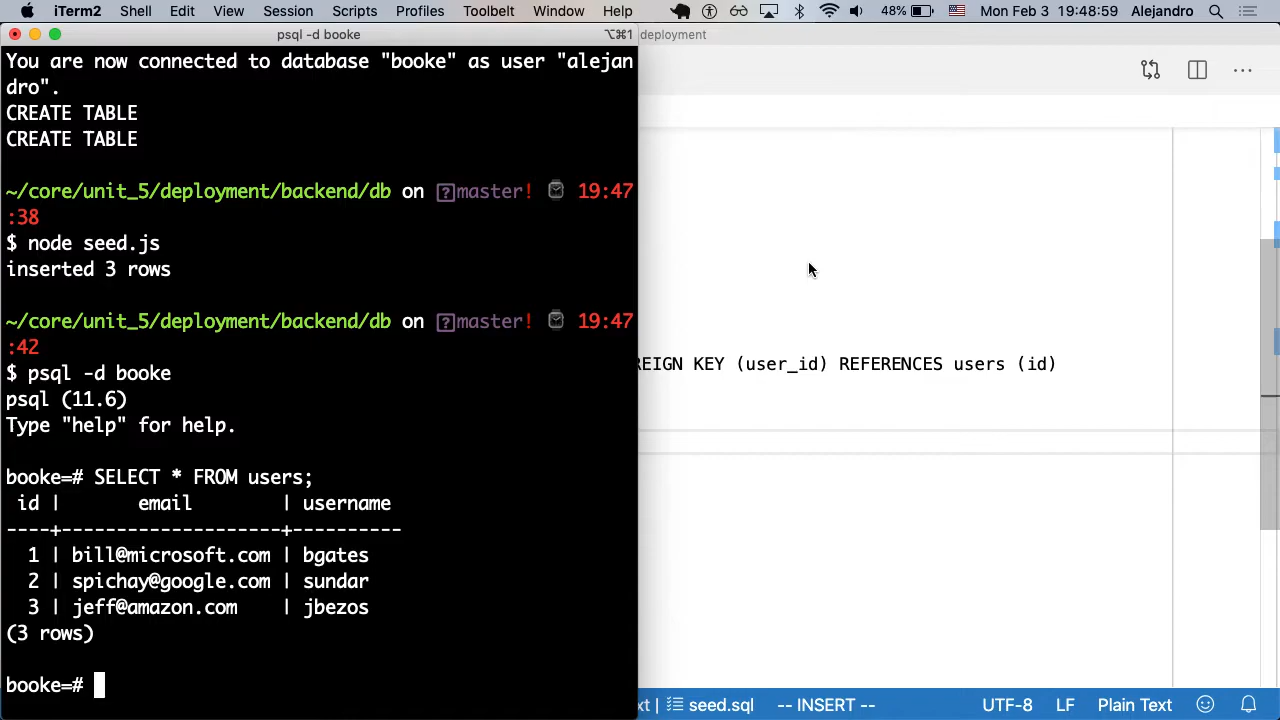 iTerm2 Shell Edit View Session Scripts Profiles Toolbelt Window Help 48% Mon Feb 3 19:48:59 Alejandro
psql -d booke ⌥⌘1 deployment
You are now connected to database "booke" as user "alejan
dro".
CREATE TABLE
CREATE TABLE
~/core/unit_5/deployment/backend/db on ?master! 19:47
:38
$ node seed.js
inserted 3 rows
~/core/unit_5/deployment/backend/db on ?master! 19:47
:42
REIGN KEY (user_id) REFERENCES users (id)
$ psql -d booke
psql (11.6)
Type "help" for help.
booke=# SELECT * FROM users;
id | email | username
----+--------------------+----------
1 | bill@microsoft.com | bgates
2 | spichay@google.com | sundar
3 | jeff@amazon.com | jbezos
(3 rows)
booke=#
xt | seed.sql -- INSERT -- UTF-8 LF Plain Text